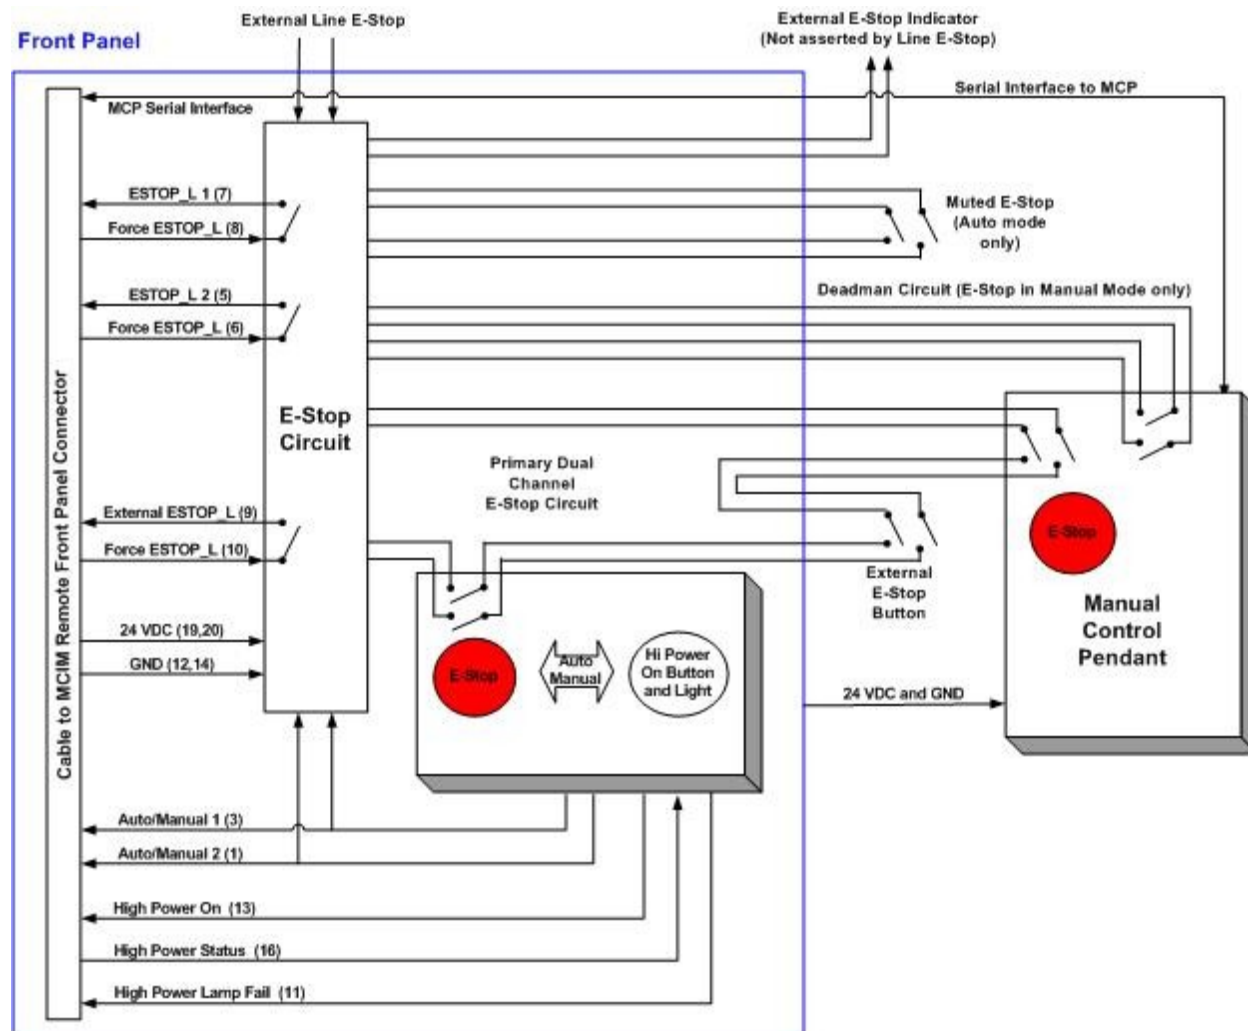 External Line E-Stop
External E-Stop Indicator
(Not asserted by Line E-Stop)
Front Panel
Serial Interface to MCP
MCP Serial Interface
ESTOP_L 1 (7)
Force ESTOP_L (8)
Muted E-Stop
(Auto mode
only)
ESTOP_L 2 (5)
Force ESTOP_L (6)
Deadman Circuit (E-Stop in Manual Mode only)
Cable to MCIM Remote Front Panel Connector
E-Stop
Circuit
Primary Dual
Channel
E-Stop Circuit
External ESTOP_L (9)
Force ESTOP_L (10)
E-Stop
External
E-Stop
Button
Manual
Control
Pendant
24 VDC (19,20)
GND (12,14)
E-Stop
Auto
Manual
Hi Power
On Button
and Light
24 VDC and GND
Auto/Manual 1 (3)
Auto/Manual 2 (1)
High Power On (13)
High Power Status (16)
High Power Lamp Fail (11)